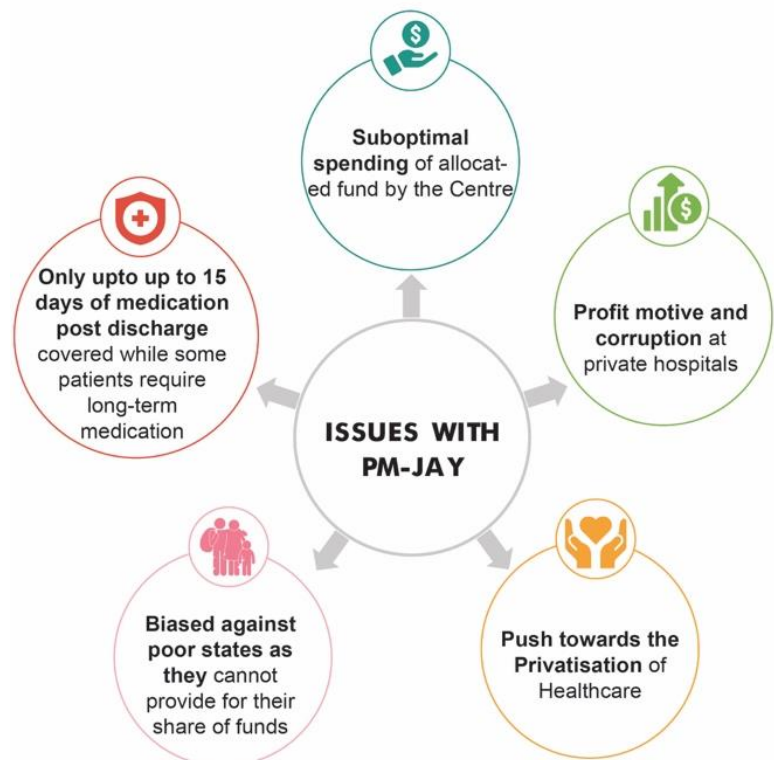 Suboptimal
spending of allocat-
ed fund by the Centre
Only upto up to 15
days of medication
post discharge
covered while some
patients require
long-term
medication
Profit motive and
corruption at
private hospitals
ISSUES WITH
PM-JAY
Biased against
poor states as
they cannot
provide for their
share of funds
Push towards the
Privatisation of
Healthcare